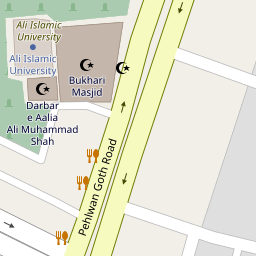 Ali Islamic
University
Ali Islamic
University
Bukhari
Masjid
Darbar
e Aalia
Ali Muhammad
Shah
Pehlwan Goth Road